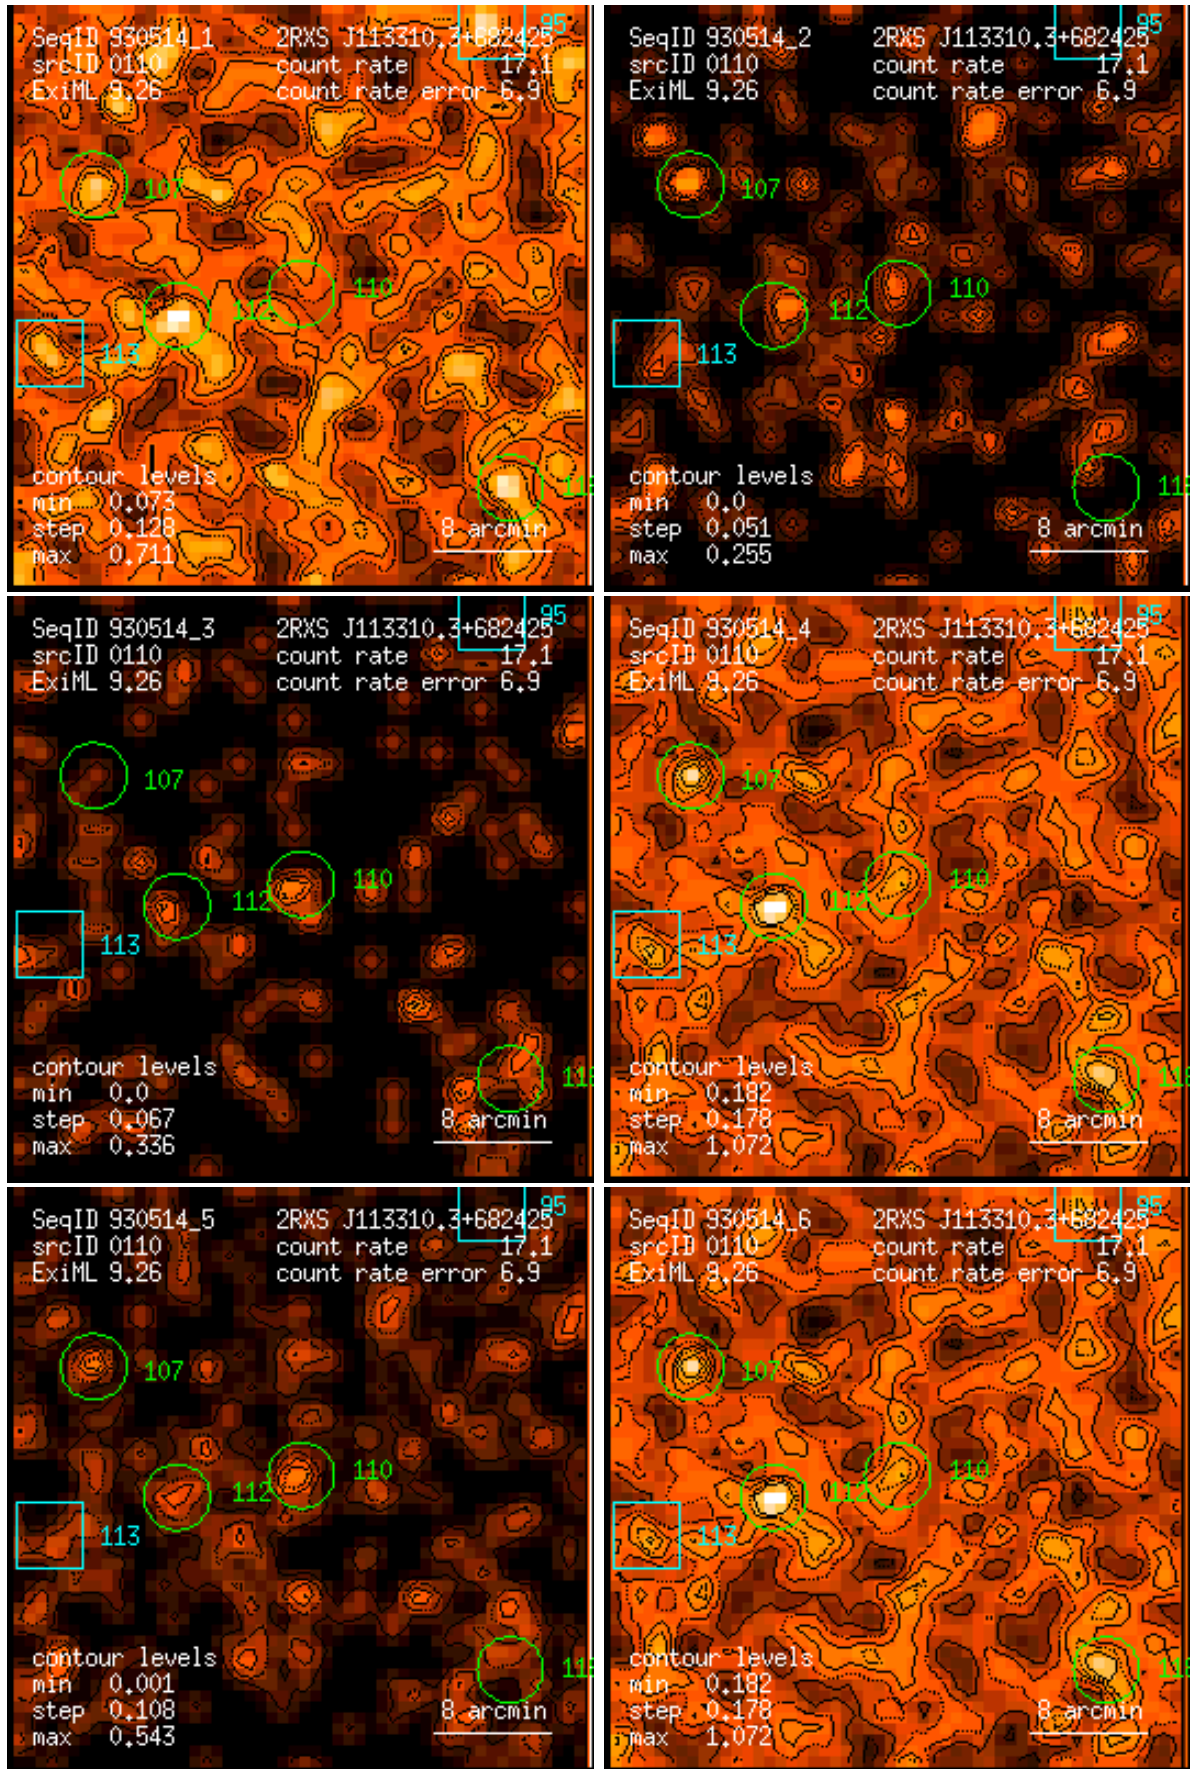 SeqID 930514_1 2RXS J113310.3+682425 95
srcID 0110 count rate 17.1
ExiML 9.26 count rate error 6.9
107
110
112
113
contour levels
min 0.073
step 0.128 8 arcmin
max 0.711
SeqID 930514_2 2RXS J113310.3+682425 95
srcID 0110 count rate 17.1
ExiML 9.26 count rate error 6.9
107
110
112
113
contour levels
min 0.0
step 0.051 8 arcmin
max 0.255
SeqID 930514_3 2RXS J113310.3+682425 95
srcID 0110 count rate 17.1
ExiML 9.26 count rate error 6.9
107
110
112
113
contour levels
min 0.0
step 0.067 8 arcmin
max 0.336
SeqID 930514_4 2RXS J113310.3+682425 95
srcID 0110 count rate 17.1
ExiML 9.26 count rate error 6.9
107
110
112
113
contour levels
min 0.182
step 0.178 8 arcmin
max 1.072
SeqID 930514_5 2RXS J113310.3+682425 95
srcID 0110 count rate 17.1
ExiML 9.26 count rate error 6.9
107
110
112
113
contour levels
min 0.001
step 0.108 8 arcmin
max 0.543
SeqID 930514_6 2RXS J113310.3+682425 95
srcID 0110 count rate 17.1
ExiML 9.26 count rate error 6.9
107
110
112
113
contour levels
min 0.182
step 0.178 8 arcmin
max 1.072